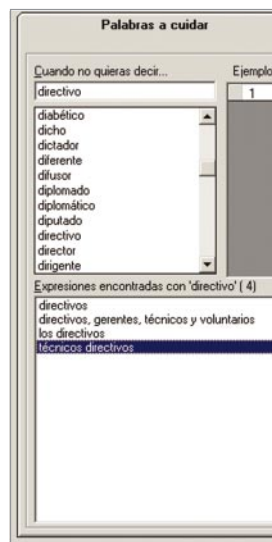 Palabras a cuidar
Cuando no quieras decir...
Ejemplo
directivo
1
diabético
dicho
dictador
diferente
difusor
diplomado
diplomático
diputado
directivo
director
dirigente
Expresiones encontradas con 'directivo' ( 4)
directivos
directivos, gerentes, técnicos y voluntarios
los directivos
técnicos directivos